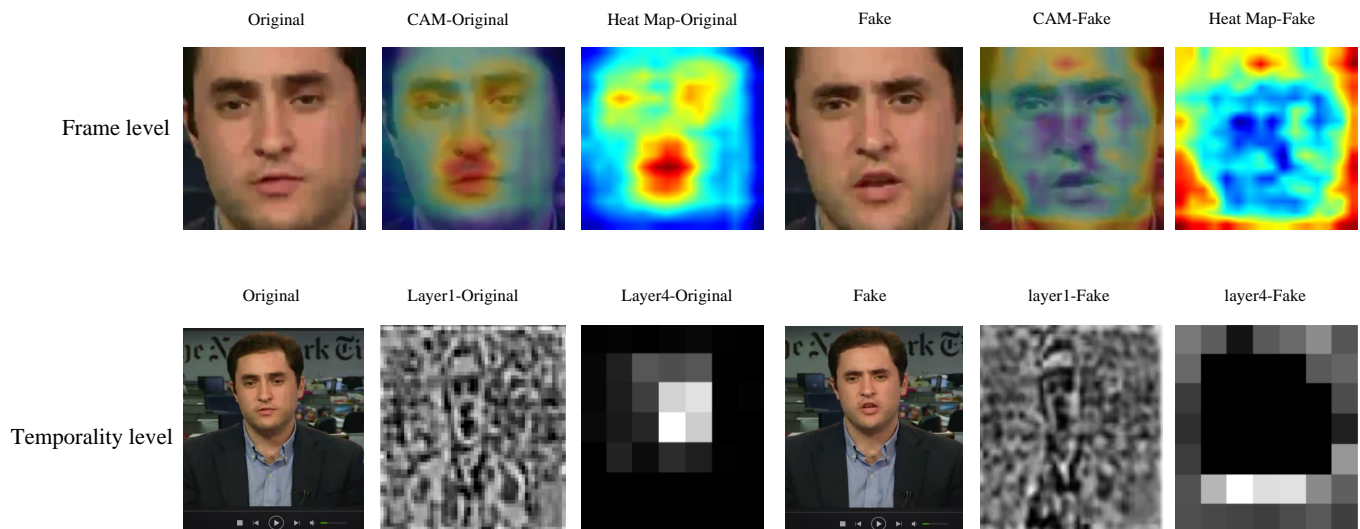 Original CAM-Original Heat Map-Original Fake CAM-Fake Heat Map-Fake
Frame level
Original Layer1-Original Layer4-Original Fake layer1-Fake layer4-Fake
Temporality level